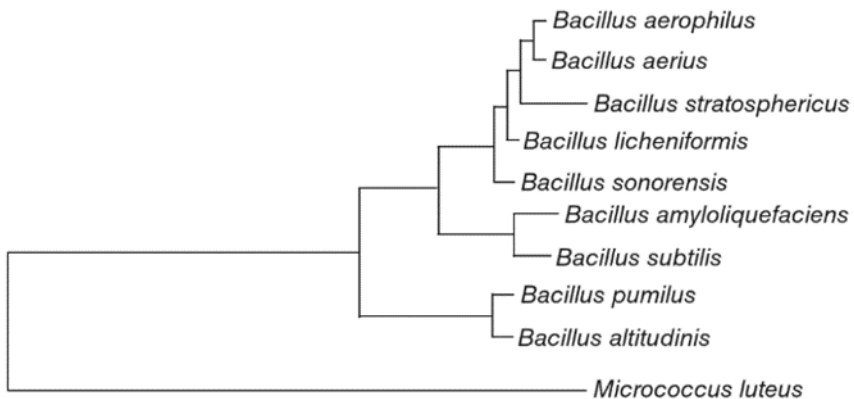 Bacillus aerophilus
Bacillus aerius
Bacillus stratosphericus
Bacillus licheniformis
Bacillus sonorensis
Bacillus amyloliquefaciens
Bacillus subtilis
Bacillus pumilus
Bacillus altitudinis
Micrococcus luteus